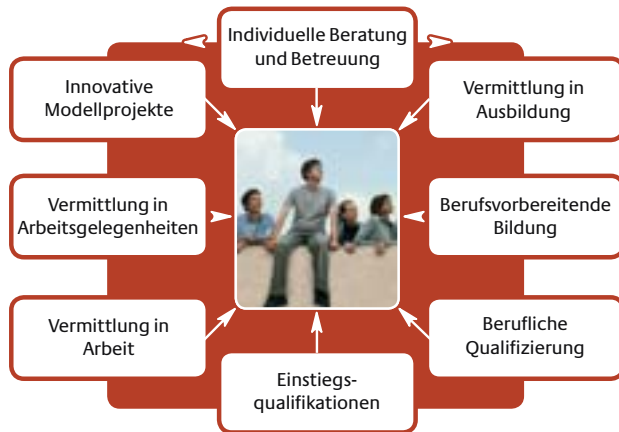 Individuelle Beratung
und Betreuung
Innovative
Modellprojekte
Vermittlung in
Ausbildung
Vermittlung in
Arbeitsgelegenheiten
Berufsvorbereitende
Bildung
Vermittlung in
Arbeit
Berufliche
Qualifizierung
Einstiegs-
qualifikationen